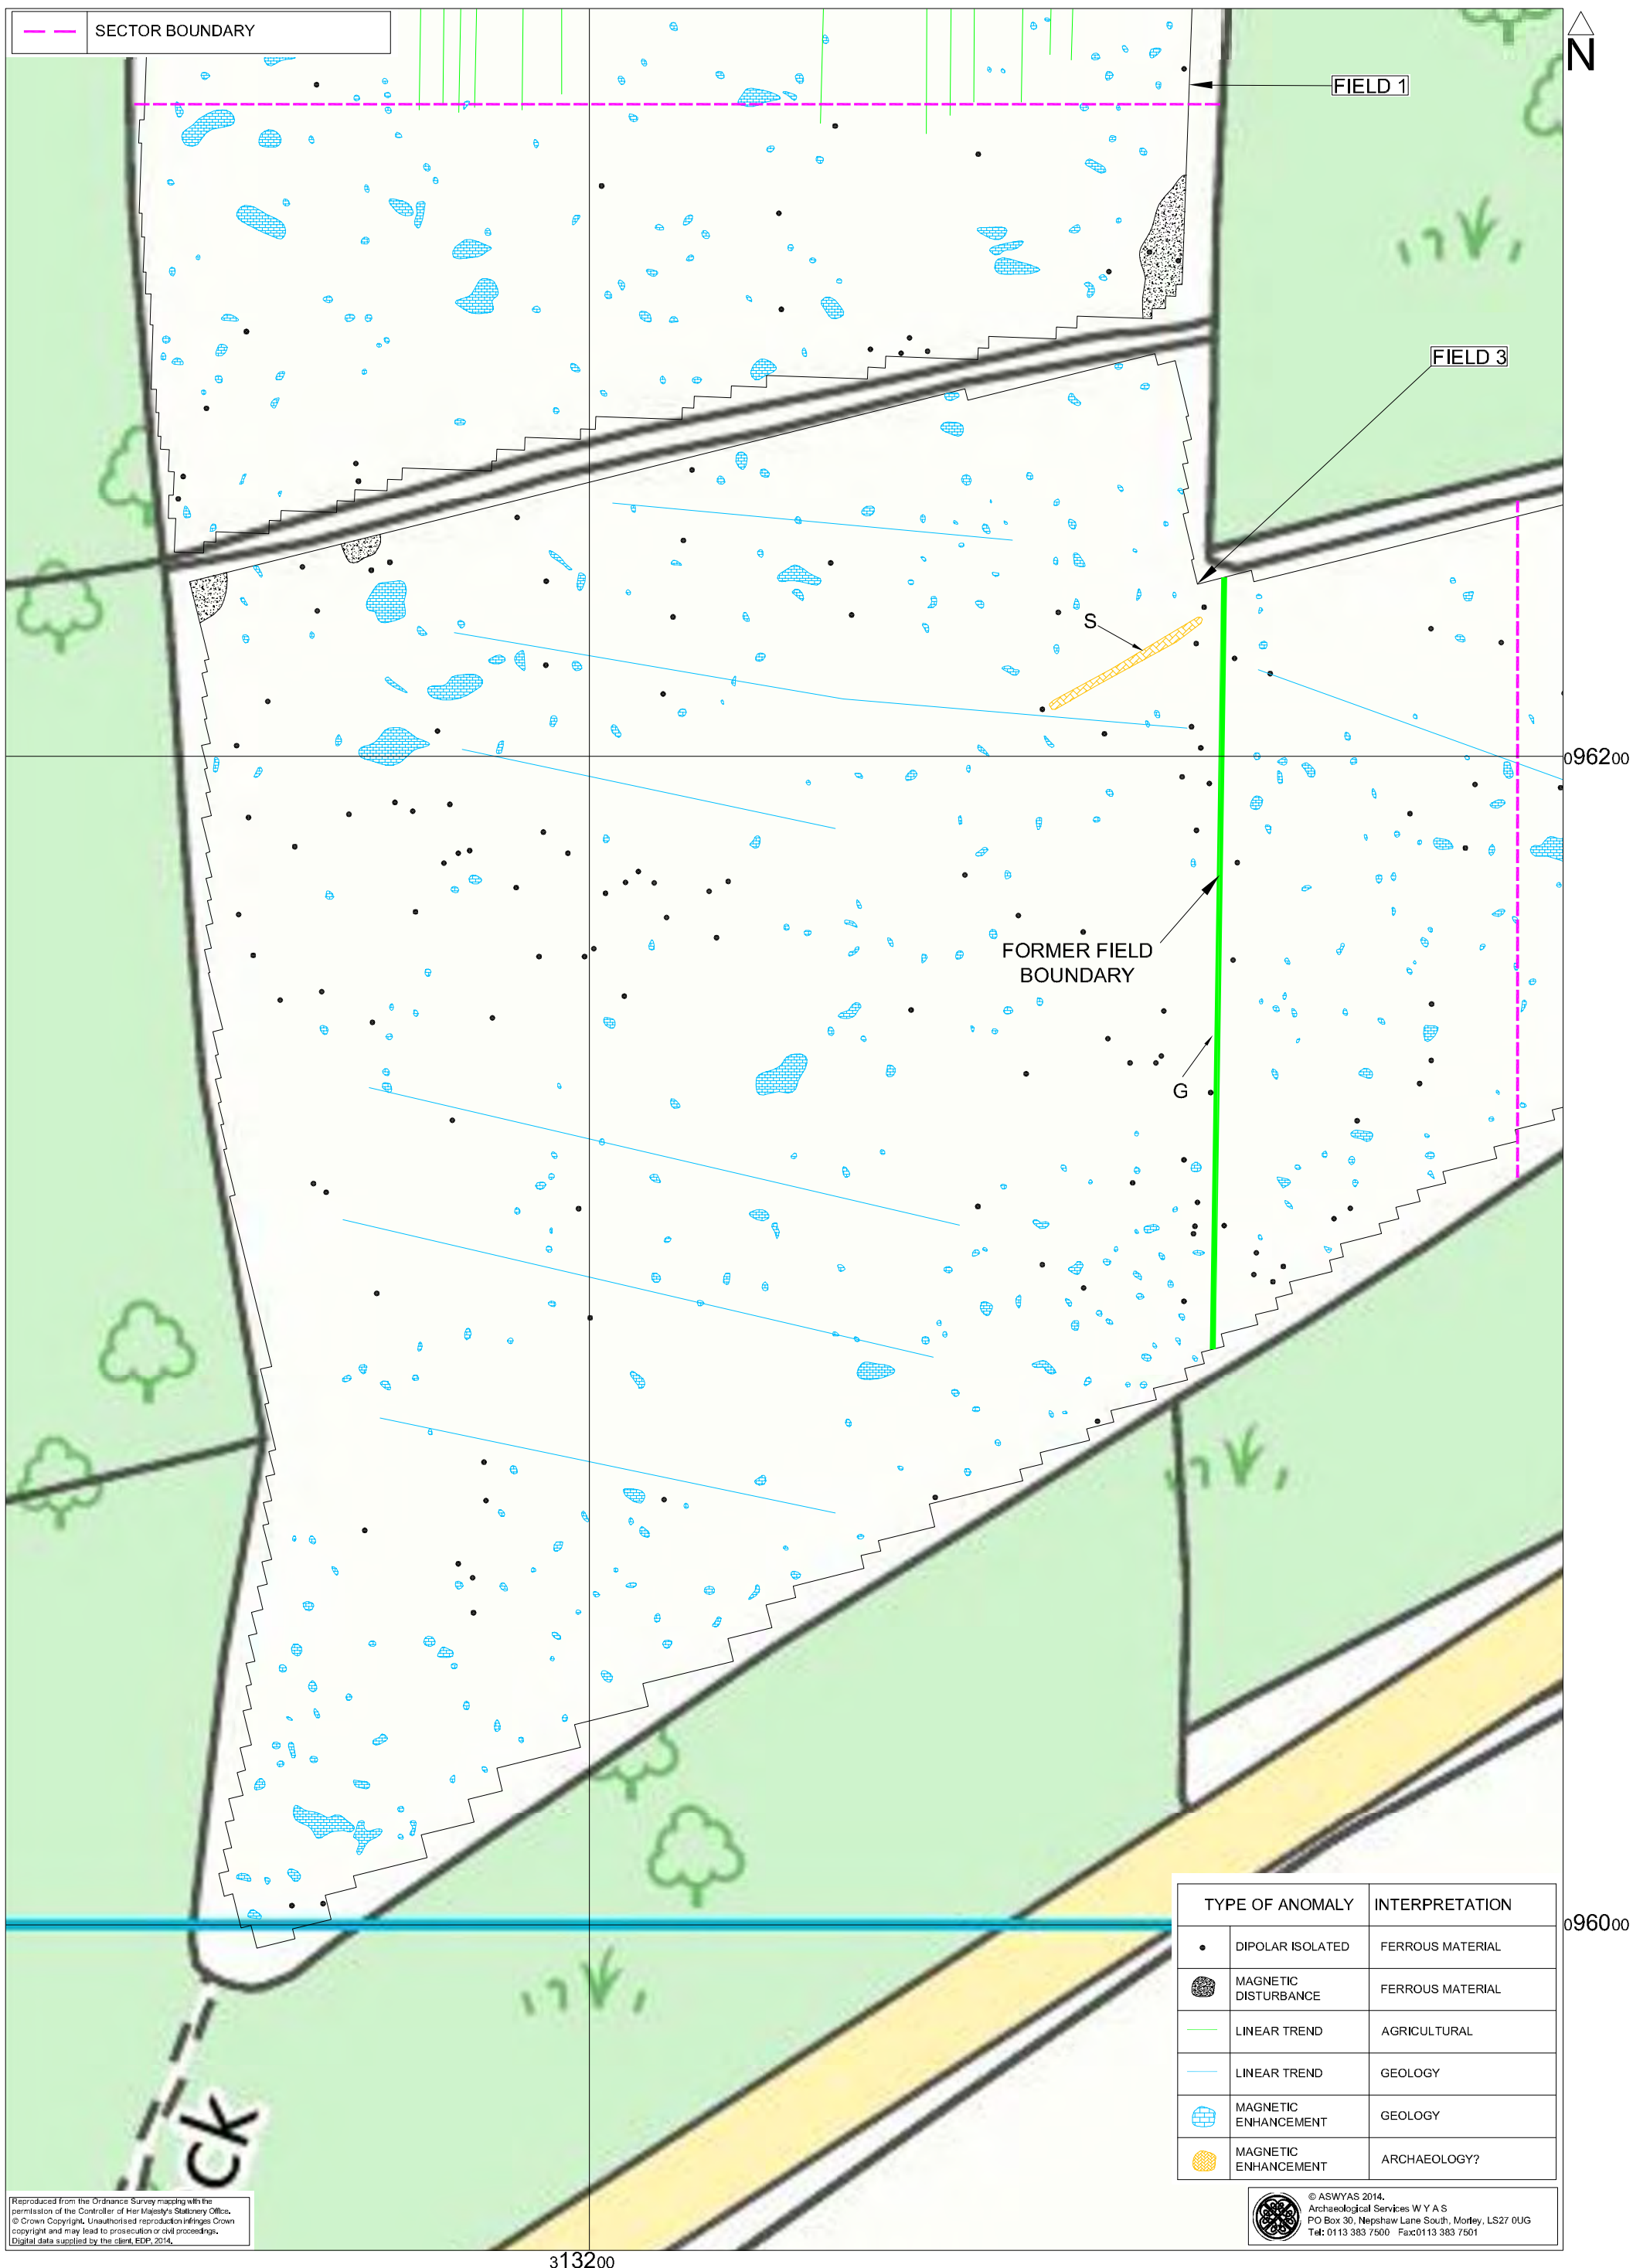 SECTOR BOUNDARY
N
FIELD 1
FIELD 3
S
096200
FORMER FIELD
BOUNDARY
G
TYPE OF ANOMALY INTERPRETATION
DIPOLAR ISOLATED FERROUS MATERIAL
MAGNETIC
DISTURBANCE
FERROUS MATERIAL
LINEAR TREND AGRICULTURAL
LINEAR TREND GEOLOGY
MAGNETIC
ENHANCEMENT
GEOLOGY
MAGNETIC
ENHANCEMENT
ARCHAEOLOGY?
096000
ck
Reproduced from the Ordnance Survey mapping with the
permission of the Controller of Her Majesty's Stationery Office.
© Crown Copyright. Unauthorised reproduction infringes Crown
copyright and may lead to prosecution or civil proceedings.
Digital data supplied by the client, EDP, 2014.
© ASWYAS 2014.
Archaeological Services W Y A S
PO Box 30, Nepshaw Lane South, Morley, LS27 0UG
Tel: 0113 383 7500 Fax:0113 383 7501
313200